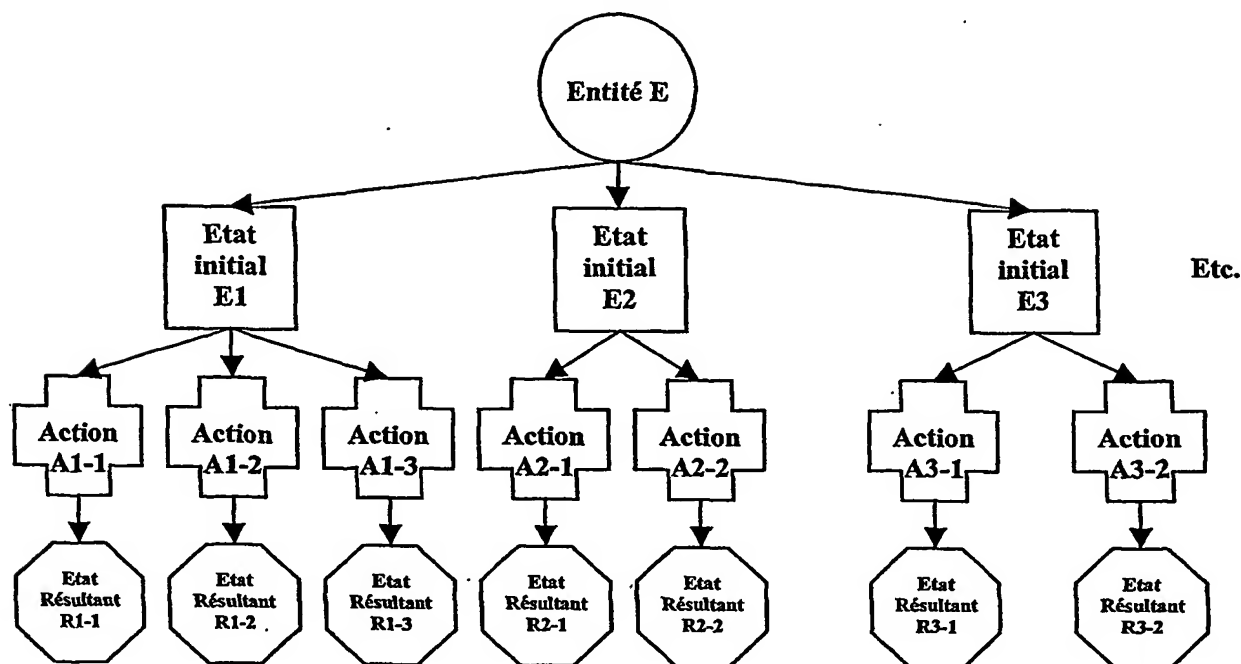 Entité E
Etat
initial
E1
Etat
initial
E2
Etat
initial
E3
Etc.
Action
A1-1
Action
A1-2
Action
A1-3
Action
A2-1
Action
A2-2
Action
A3-1
Action
A3-2
Etat
Résultant
R1-1
Etat
Résultant
R1-2
Etat
Résultant
R1-3
Etat
Résultant
R2-1
Etat
Résultant
R2-2
Etat
Résultant
R3-1
Etat
Résultant
R3-2